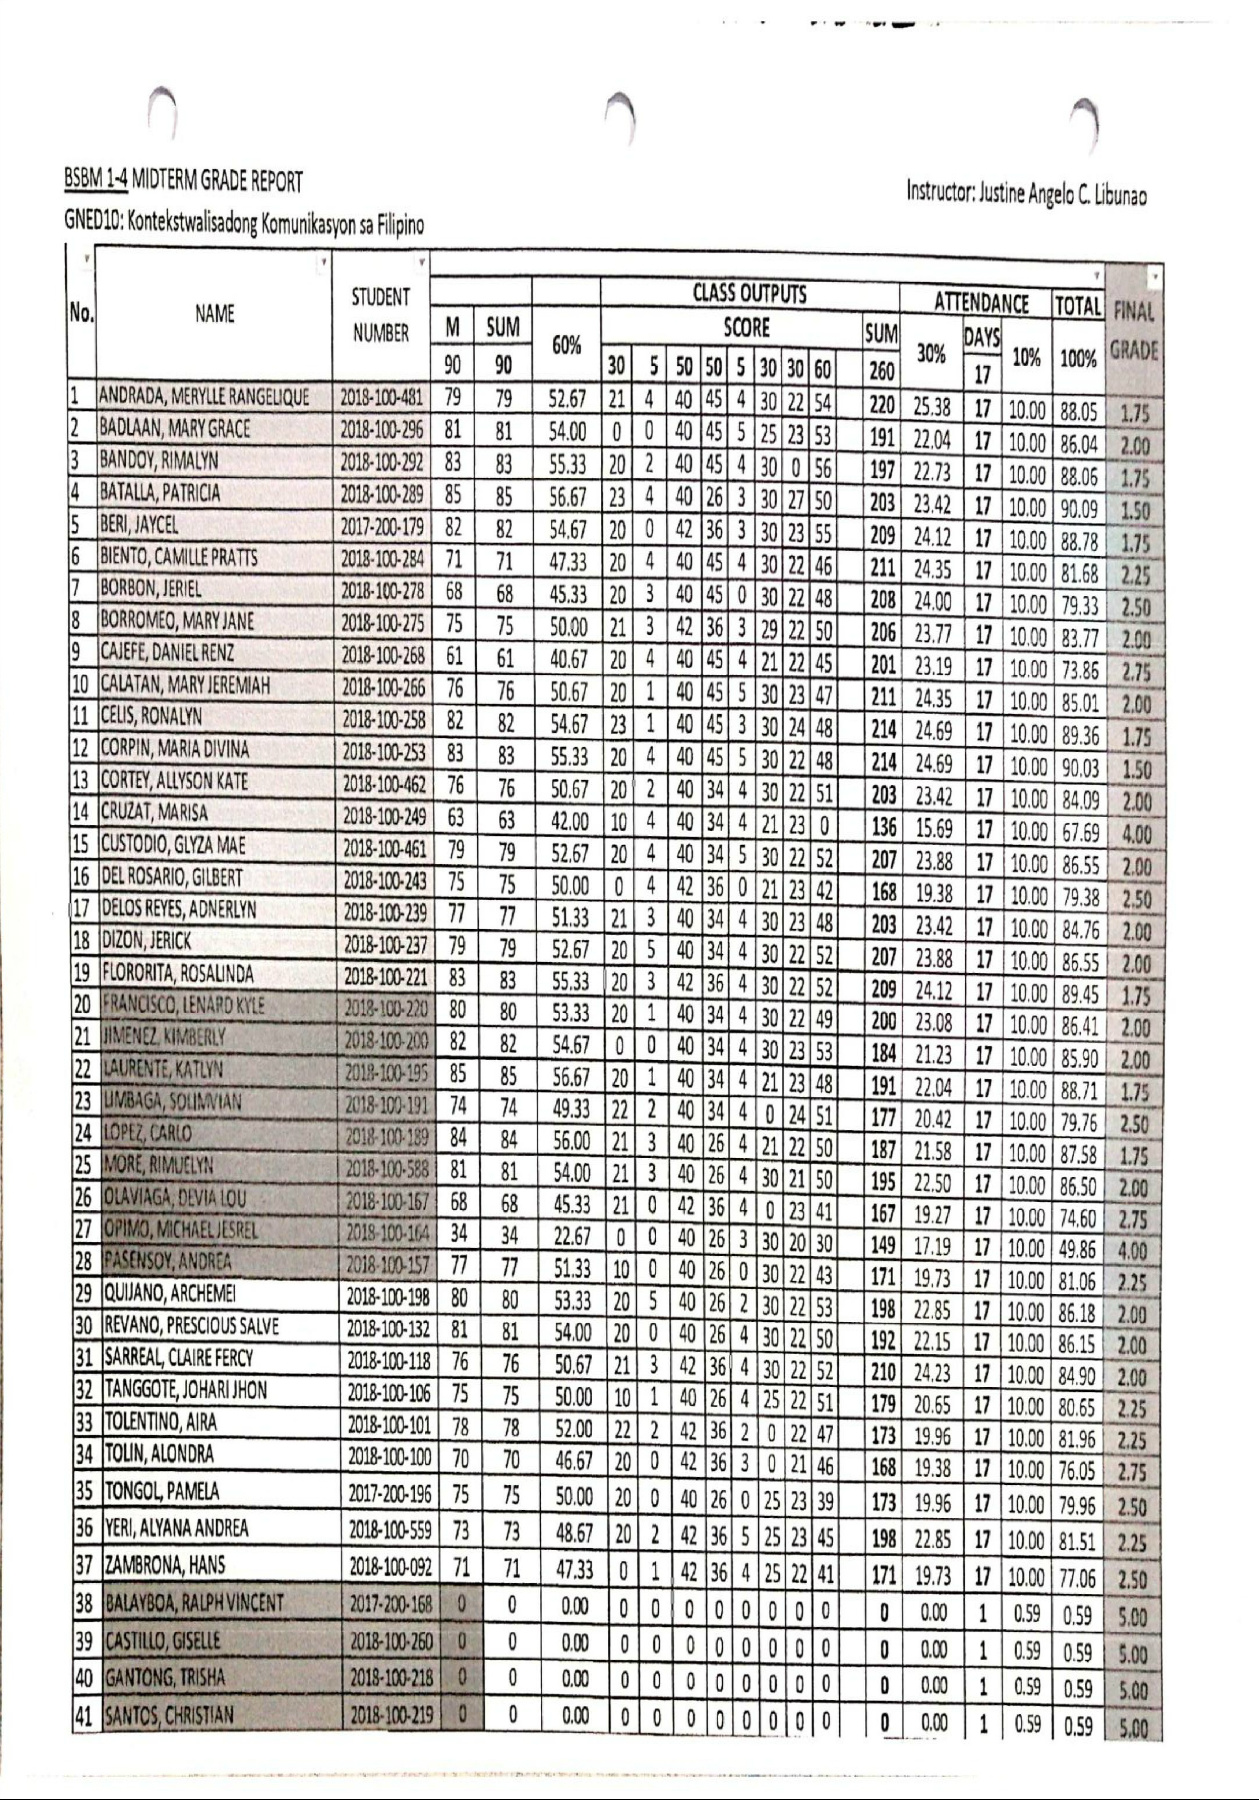 BSBM 1-4 MIDTERM GRADE REPORT
Instructor: Justine Angelo C. Libunao
GNED10: Kontekstwalisadong Komunikasyon sa Filipino
No. NAME STUDENT NUMBER CLASS OUTPUTS ATTENDANCE TOTAL FINAL GRADE
M SUM 60% SCORE SUM 30% DAYS 10% 100%
90 90 30 5 50 50 5 30 30 60 260 17
1 ANDRADA, MERYLLE RANGELIQUE 2018-100-481 79 79 52.67 21 4 40 45 4 30 22 54 220 25.38 17 10.00 88.05 1.75
2 BADLAAN, MARY GRACE 2018-100-296 81 81 54.00 0 0 40 45 5 25 23 53 191 22.04 17 10.00 86.04 2.00
3 BANDOY, RIMALYN 2018-100-292 83 83 55.33 20 2 40 45 4 30 0 56 197 22.73 17 10.00 88.06 1.75
4 BATALLA, PATRICIA 2018-100-289 85 85 56.67 23 4 40 26 3 30 27 50 203 23.42 17 10.00 90.09 1.50
5 BERI, JAYCEL 2017-200-179 82 82 54.67 20 0 42 36 3 30 23 55 209 24.12 17 10.00 88.78 1.75
6 BIENTO, CAMILLE PRATTS 2018-100-284 71 71 47.33 20 4 40 45 4 30 22 46 211 24.35 17 10.00 81.68 2.25
7 BORBON, JERIEL 2018-100-278 68 68 45.33 20 3 40 45 0 30 22 48 208 24.00 17 10.00 79.33 2.50
8 BORROMEO, MARY JANE 2018-100-275 75 75 50.00 21 3 42 36 3 29 22 50 206 23.77 17 10.00 83.77 2.00
9 CAJEFE, DANIEL RENZ 2018-100-268 61 61 40.67 20 4 40 45 4 21 22 45 201 23.19 17 10.00 73.86 2.75
10 CALATAN, MARY JEREMIAH 2018-100-266 76 76 50.67 20 1 40 45 5 30 23 47 211 24.35 17 10.00 85.01 2.00
11 CELIS, RONALYN 2018-100-258 82 82 54.67 23 1 40 45 3 30 24 48 214 24.69 17 10.00 89.36 1.75
12 CORPIN, MARIA DIVINA 2018-100-253 83 83 55.33 20 4 40 45 5 30 22 48 214 24.69 17 10.00 90.03 1.50
13 CORTEY, ALLYSON KATE 2018-100-462 76 76 50.67 20 2 40 34 4 30 22 51 203 23.42 17 10.00 84.09 2.00
14 CRUZAT, MARISA 2018-100-249 63 63 42.00 10 4 40 34 4 21 23 0 136 15.69 17 10.00 67.69 4.00
15 CUSTODIO, GLYZA MAE 2018-100-461 79 79 52.67 20 4 40 34 5 30 22 52 207 23.88 17 10.00 86.55 2.00
16 DEL ROSARIO, GILBERT 2018-100-243 75 75 50.00 0 4 42 36 0 21 23 42 168 19.38 17 10.00 79.38 2.50
17 DELOS REYES, ADNERLYN 2018-100-239 77 77 51.33 21 3 40 34 4 30 23 48 203 23.42 17 10.00 84.76 2.00
18 DIZON, JERICK 2018-100-237 79 79 52.67 20 5 40 34 4 30 22 52 207 23.88 17 10.00 86.55 2.00
19 FLORORITA, ROSALINDA 2018-100-221 83 83 55.33 20 3 42 36 4 30 22 52 209 24.12 17 10.00 89.45 1.75
20 FRANCISCO, LENARD KYLE 2018-100-220 80 80 53.33 20 1 40 34 4 30 22 49 200 23.08 17 10.00 86.41 2.00
21 JIMENEZ, KIMBERLY 2018-100-200 82 82 54.67 0 0 40 34 4 30 23 53 184 21.23 17 10.00 85.90 2.00
22 LAURENTE, KATLYN 2018-100-195 85 85 56.67 20 1 40 34 4 21 23 48 191 22.04 17 10.00 88.71 1.75
23 LIMBAGA, SOLIMVIAN 2018-100-191 74 74 49.33 22 2 40 34 4 0 24 51 177 20.42 17 10.00 79.76 2.50
24 LOPEZ, CARLO 2018-100-189 84 84 56.00 21 3 40 26 4 21 22 50 187 21.58 17 10.00 87.58 1.75
25 MORE, RIMUELYN 2018-100-588 81 81 54.00 21 3 40 26 4 30 21 50 195 22.50 17 10.00 86.50 2.00
26 OLAVIAGA, DEVIA LOU 2018-100-167 68 68 45.33 21 0 42 36 4 0 23 41 167 19.27 17 10.00 74.60 2.75
27 OPIMO, MICHAEL JESREL 2018-100-164 34 34 22.67 0 0 40 26 3 30 20 30 149 17.19 17 10.00 49.86 4.00
28 PASENSOY, ANDREA 2018-100-157 77 77 51.33 10 0 40 26 0 30 22 43 171 19.73 17 10.00 81.06 2.25
29 QUIJANO, ARCHEMEI 2018-100-198 80 80 53.33 20 5 40 26 2 30 22 53 198 22.85 17 10.00 86.18 2.00
30 REVANO, PRESCIOUS SALVE 2018-100-132 81 81 54.00 20 0 40 26 4 30 22 50 192 22.15 17 10.00 86.15 2.00
31 SARREAL, CLAIRE FERCY 2018-100-118 76 76 50.67 21 3 42 36 4 30 22 52 210 24.23 17 10.00 84.90 2.00
32 TANGGOTE, JOHARI JHON 2018-100-106 75 75 50.00 10 1 40 26 4 25 22 51 179 20.65 17 10.00 80.65 2.25
33 TOLENTINO, AIRA 2018-100-101 78 78 52.00 22 2 42 36 2 0 22 47 173 19.96 17 10.00 81.96 2.25
34 TOLIN, ALONDRA 2018-100-100 70 70 46.67 20 0 42 36 3 0 21 46 168 19.38 17 10.00 76.05 2.75
35 TONGOL, PAMELA 2017-200-196 75 75 50.00 20 0 40 26 0 25 23 39 173 19.96 17 10.00 79.96 2.50
36 YERI, ALYANA ANDREA 2018-100-559 73 73 48.67 20 2 42 36 5 25 23 45 198 22.85 17 10.00 81.51 2.25
37 ZAMBRONA, HANS 2018-100-092 71 71 47.33 0 1 42 36 4 25 22 41 171 19.73 17 10.00 77.06 2.50
38 BALAYBOA, RALPH VINCENT 2017-200-168 0 0 0.00 0 0 0 0 0 0 0 0 0 0.00 1 0.59 0.59 5.00
39 CASTILLO, GISELLE 2018-100-260 0 0 0.00 0 0 0 0 0 0 0 0 0 0.00 1 0.59 0.59 5.00
40 GANTONG, TRISHA 2018-100-218 0 0 0.00 0 0 0 0 0 0 0 0 0 0.00 1 0.59 0.59 5.00
41 SANTOS, CHRISTIAN 2018-100-219 0 0 0.00 0 0 0 0 0 0 0 0 0 0.00 1 0.59 0.59 5.00